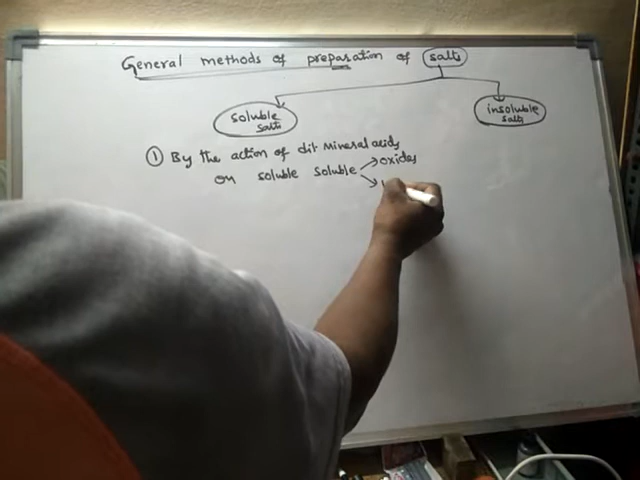 General methods of preparation of salts
soluble salts
insoluble salts
① By the action of dil. Mineral acids
on soluble soluble → oxides
→